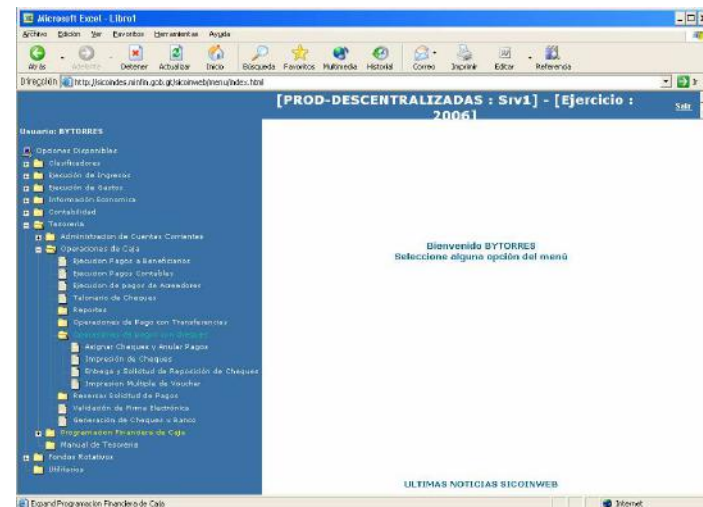 Microsoft Excel - Libro1
Archivo Edición Ver Favoritos Herramientas Ayuda
Atrás Adelante Detener Actualizar Inicio Búsqueda Favoritos Multimedia Historial Correo Imprimir Editar Referencia
Dirección http://sicoindes.minfin.gob.gt/sicoinweb/menu/index.html Ir
[PROD-DESCENTRALIZADAS : Srv1] - [Ejercicio : 2006]
Salir
Usuario: BYTORRES
Opciones Disponibles
Clasificadores
Ejecución de Ingresos
Ejecución de Gastos
Información Economica
Contabilidad
Tesoreria
Administracion de Cuentas Corrientes
Operaciones de Caja
Ejecucion Pagos a Beneficiarios
Ejecucion Pagos Contables
Ejecucion de pagos de Acreedores
Talonario de Cheques
Reportes
Operaciones de Pago con Transferencias
Operaciones de pagos con cheques
Asignar Cheques y Anular Pagos
Impresión de Cheques
Entrega y Solicitud de Reposición de Cheques
Impresion Multiple de Voucher
Reversar Solicitud de Pagos
Validación de Firma Electrónica
Generación de Cheques a Banco
Programacion Financiera de Caja
Manual de Tesoreria
Fondos Rotativos
Utilitarios
Bienvenido BYTORRES
Seleccione alguna opción del menú
ULTIMAS NOTICIAS SICOINWEB
Expand Programacion Financiera de Caja
Internet